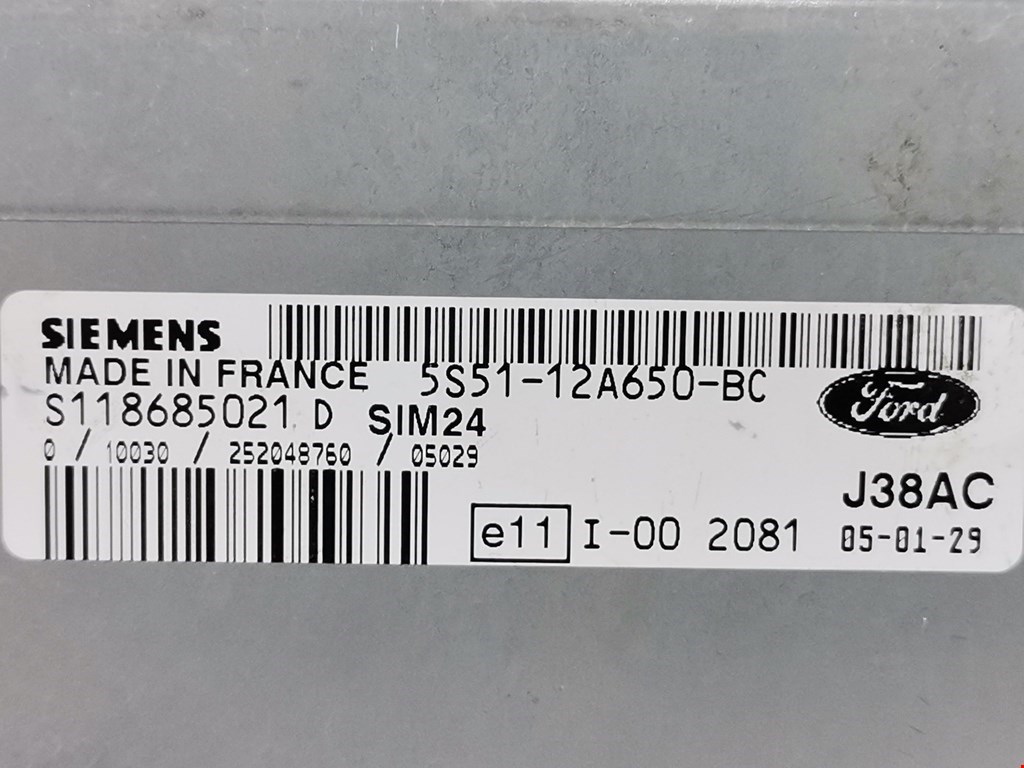 SIEMENS
MADE IN FRANCE 5S51-12A650-BC
S118685021 D SIM24
Ford
0 / 10030 / 252048760 / 05029
J38AC
e11 I-00 2081 05-01-29